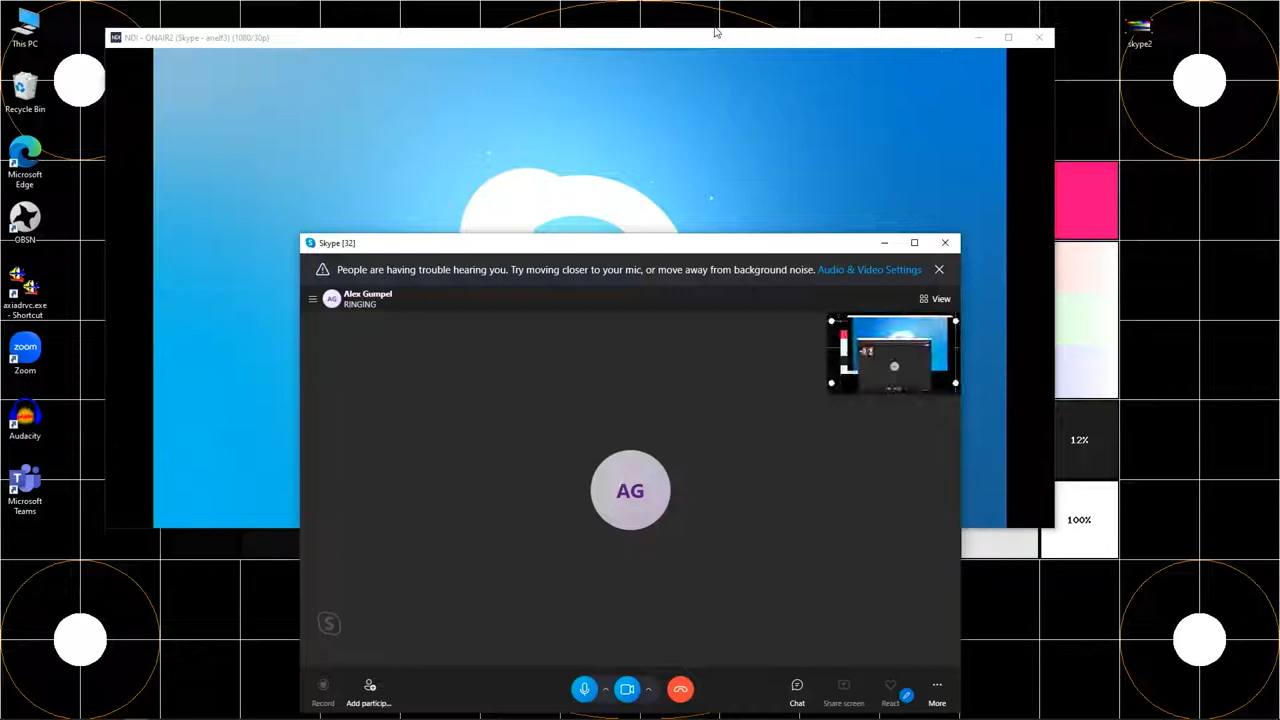 This PC
Recycle Bin
Microsoft
Edge
OBSN
axiadrvc.exe
- Shortcut
zoom
Zoom
Audacity
Microsoft
Teams
skype2
NDI - ONAIR2 (Skype - anelf3) (1080/30p)
Skype [32]
People are having trouble hearing you. Try moving closer to your mic, or move away from background noise. Audio & Video Settings
AG
Alex Gumpel
RINGING
View
AG
12%
100%
Record
Add particip...
Chat
Share screen
React
More